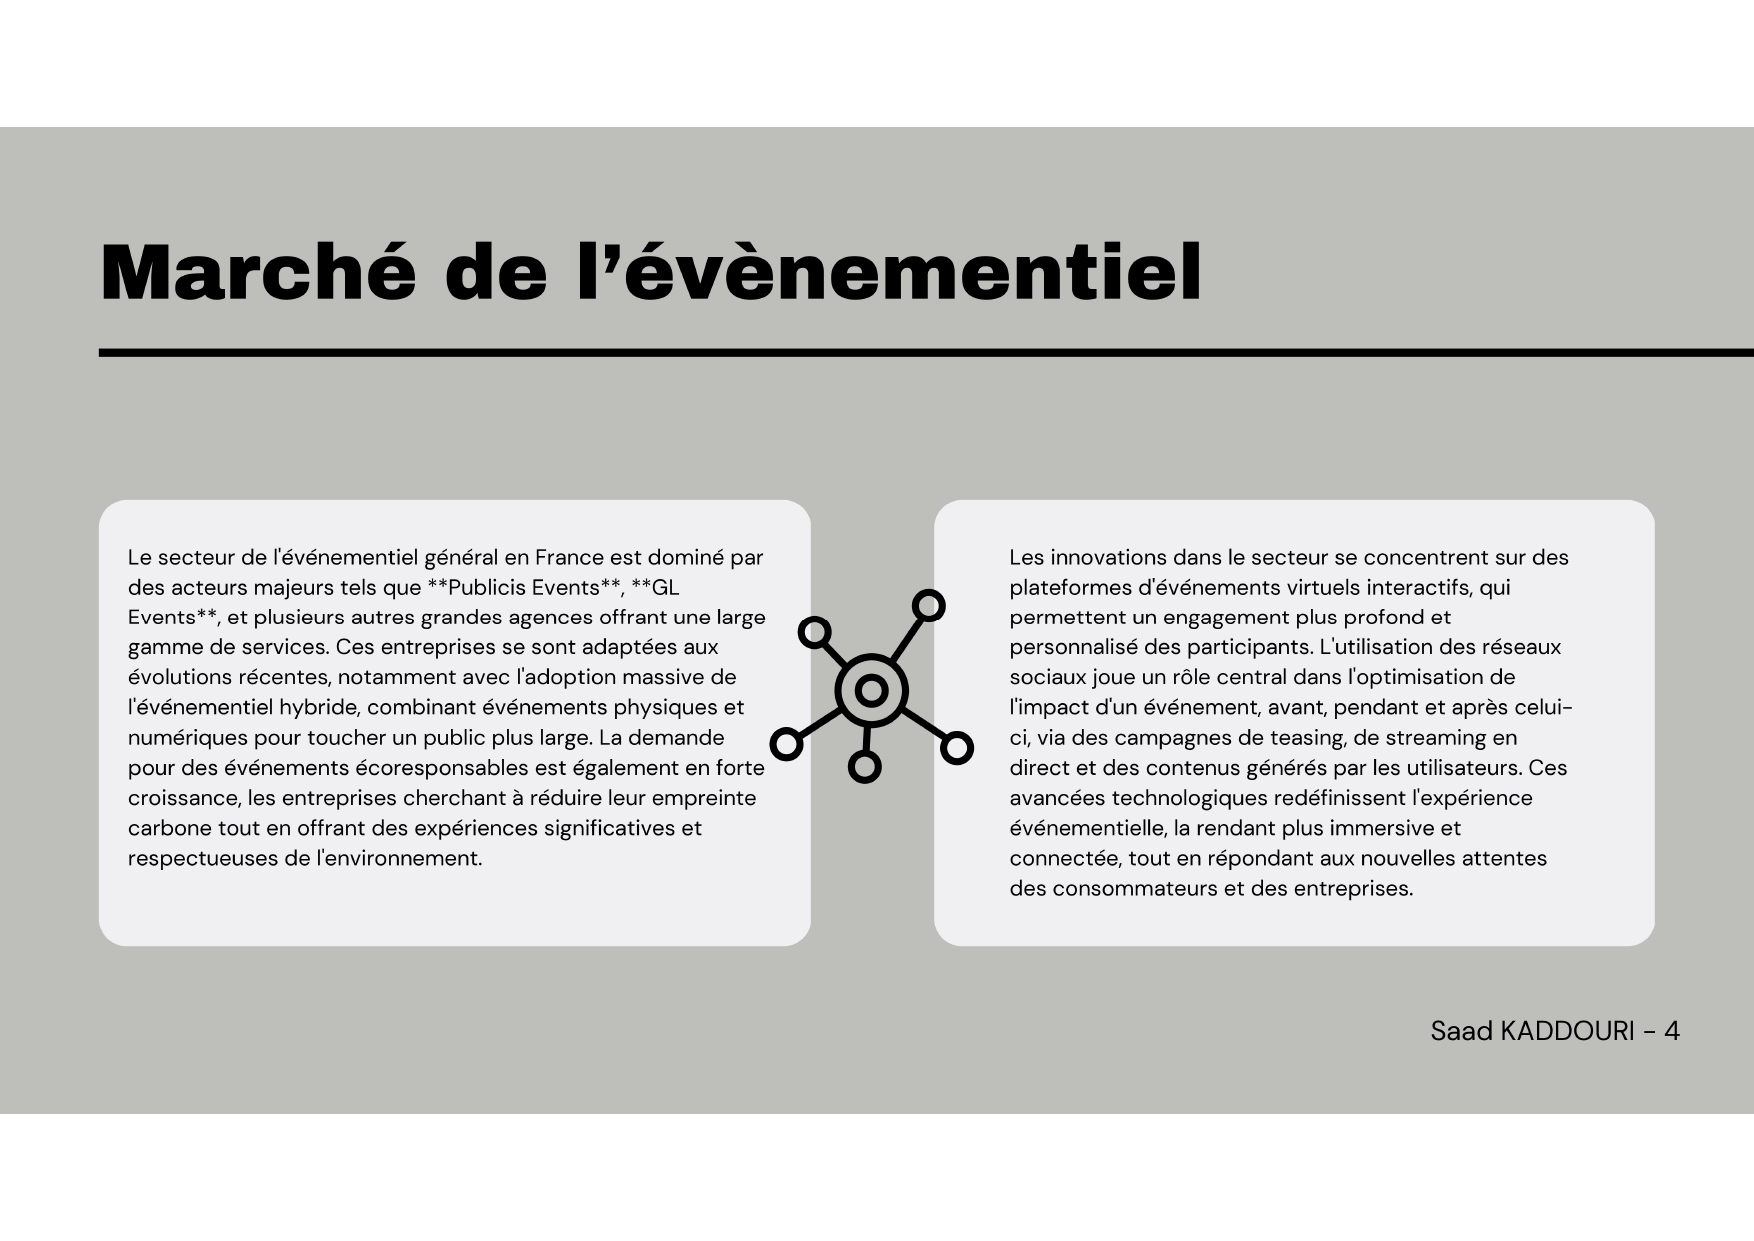 Marché de l’évènementiel
Le secteur de l'événementiel général en France est dominé par
des acteurs majeurs tels que **Publicis Events**, **GL
Events**, et plusieurs autres grandes agences offrant une large
gamme de services. Ces entreprises se sont adaptées aux
évolutions récentes, notamment avec l'adoption massive de
l'événementiel hybride, combinant événements physiques et
numériques pour toucher un public plus large. La demande
pour des événements écoresponsables est également en forte
croissance, les entreprises cherchant à réduire leur empreinte
carbone tout en offrant des expériences significatives et
respectueuses de l'environnement.
Les innovations dans le secteur se concentrent sur des
plateformes d'événements virtuels interactifs, qui
permettent un engagement plus profond et
personnalisé des participants. L'utilisation des réseaux
sociaux joue un rôle central dans l'optimisation de
l'impact d'un événement, avant, pendant et après celui-
ci, via des campagnes de teasing, de streaming en
direct et des contenus générés par les utilisateurs. Ces
avancées technologiques redéfinissent l'expérience
événementielle, la rendant plus immersive et
connectée, tout en répondant aux nouvelles attentes
des consommateurs et des entreprises.
Saad KADDOURI - 4